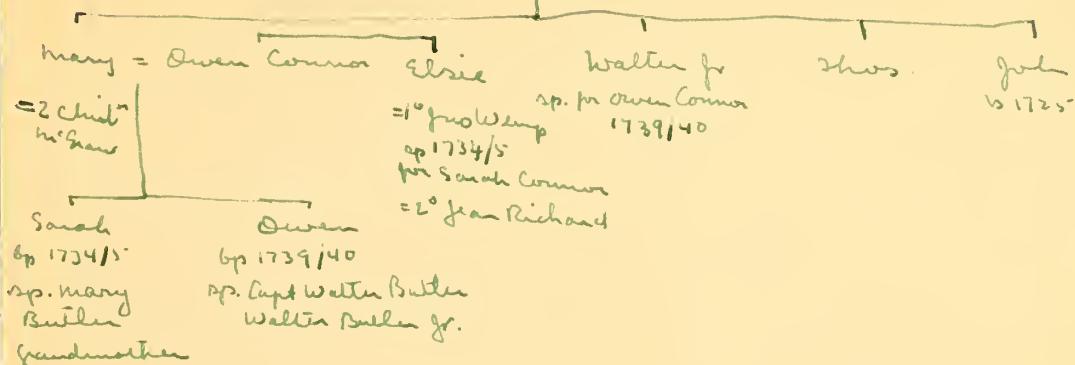 Mary = Owen Connor Elsie Walter Jr Thos. John
=2 Christn McGraw
sp. for Owen Connor 1739/40
b 1725
=1° Jno Wemp
sp 1734/5
for Sarah Connor
=2° Jean Richard
Sarah Owen
bp 1734/5 bp 1739/40
sp. Mary Butler grandmother
sp. Capt Walter Butler
Walter Butler Jr.